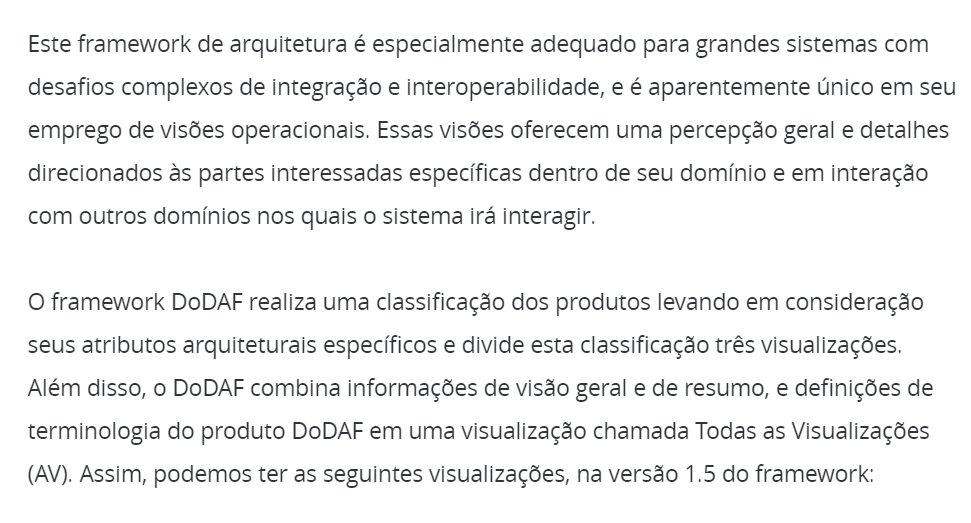 Este framework de arquitetura é especialmente adequado para grandes sistemas com
desafios complexos de integração e interoperabilidade, e é aparentemente único em seu
emprego de visões operacionais. Essas visões oferecem uma percepção geral e detalhes
direcionados às partes interessadas específicas dentro de seu domínio e em interação
com outros domínios nos quais o sistema irá interagir.
O framework DoDAF realiza uma classificação dos produtos levando em consideração
seus atributos arquiteturais específicos e divide esta classificação três visualizações.
Além disso, o DoDAF combina informações de visão geral e de resumo, e definições de
terminologia do produto DoDAF em uma visualização chamada Todas as Visualizações
(AV). Assim, podemos ter as seguintes visualizações, na versão 1.5 do framework: